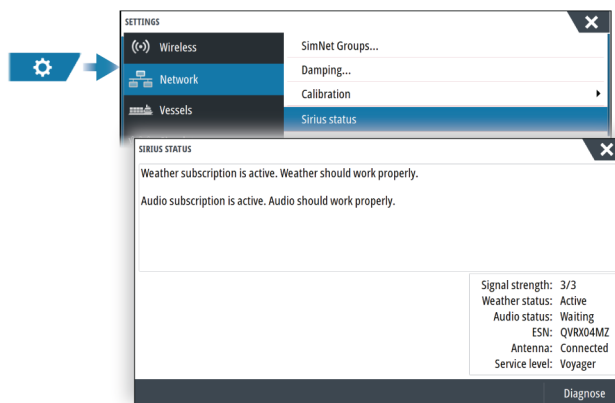 SETTINGS
Wireless
Network
Vessels
SimNet Groups...
Damping...
Calibration
Sirius status
SIRIUS STATUS
Weather subscription is active. Weather should work properly.
Audio subscription is active. Audio should work properly.
Signal strength: 3/3
Weather status: Active
Audio status: Waiting
ESN: QVRX04MZ
Antenna: Connected
Service level: Voyager
Diagnose